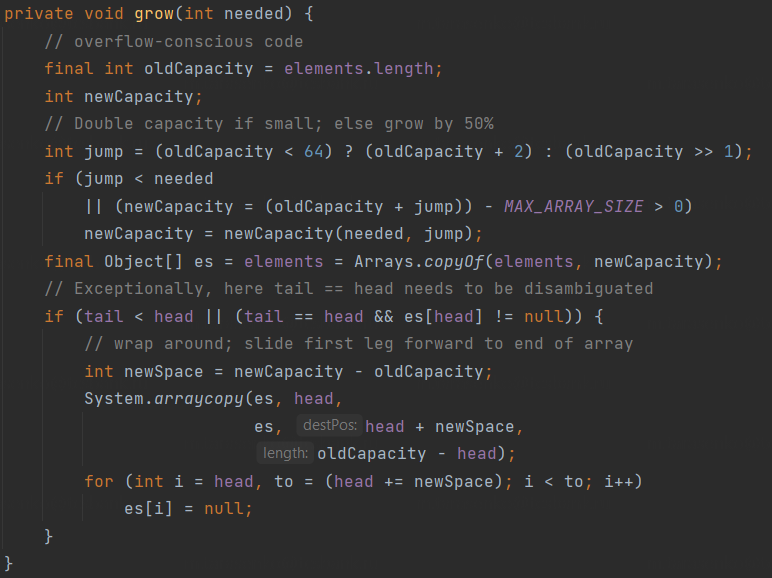 private void grow(int needed) {
    // overflow-conscious code
    final int oldCapacity = elements.length;
    int newCapacity;
    // Double capacity if small; else grow by 50%
    int jump = (oldCapacity < 64) ? (oldCapacity + 2) : (oldCapacity >> 1);
    if (jump < needed
        || (newCapacity = (oldCapacity + jump)) - MAX_ARRAY_SIZE > 0)
        newCapacity = newCapacity(needed, jump);
    final Object[] es = elements = Arrays.copyOf(elements, newCapacity);
    // Exceptionally, here tail == head needs to be disambiguated
    if (tail < head || (tail == head && es[head] != null)) {
        // wrap around; slide first leg forward to end of array
        int newSpace = newCapacity - oldCapacity;
        System.arraycopy(es, head,
                         es, destPos: head + newSpace,
                         length: oldCapacity - head);
        for (int i = head, to = (head += newSpace); i < to; i++)
            es[i] = null;
    }
}